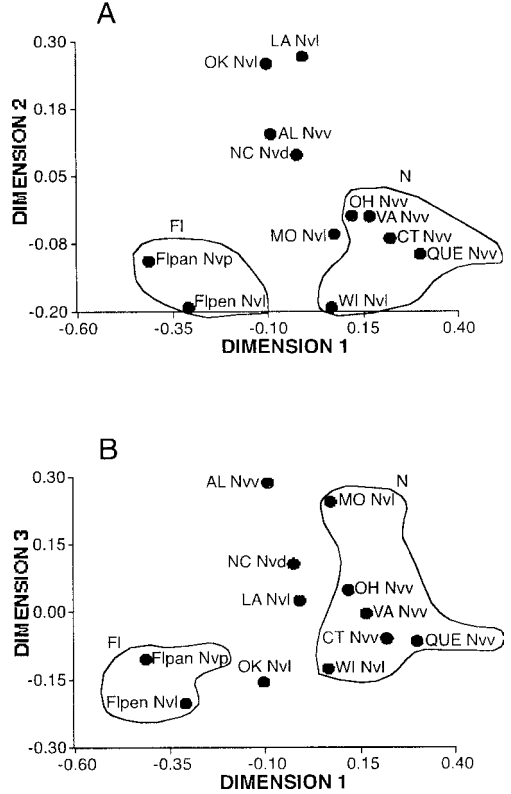 A
0.30
0.18
0.05
-0.08
-0.20
DIMENSION 2
LA Nvl
OK Nvl
AL Nvv
NC Nvd
N
OH Nvv
VA Nvv
MO Nvl
CT Nvv
QUE Nvv
Fl
Flpan Nvp
Flpen Nvl
WI Nvl
-0.60
-0.35
-0.10
0.15
0.40
DIMENSION 1
B
0.30
0.15
0.00
-0.15
-0.30
DIMENSION 3
AL Nvv
N
MO Nvl
NC Nvd
OH Nvv
LA Nvl
VA Nvv
CT Nvv
QUE Nvv
Fl
Flpan Nvp
OK Nvl
WI Nvl
Flpen Nvl
-0.60
-0.35
-0.10
0.15
0.40
DIMENSION 1